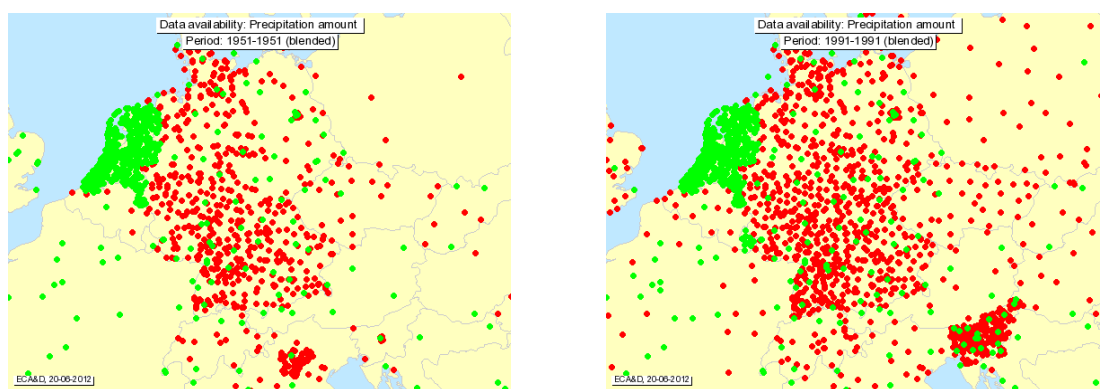 Data availability: Precipitation amount
Period: 1951-1951 (blended)
ECA&D, 20-06-2012
Data availability: Precipitation amount
Period: 1991-1991 (blended)
ECA&D, 20-06-2012